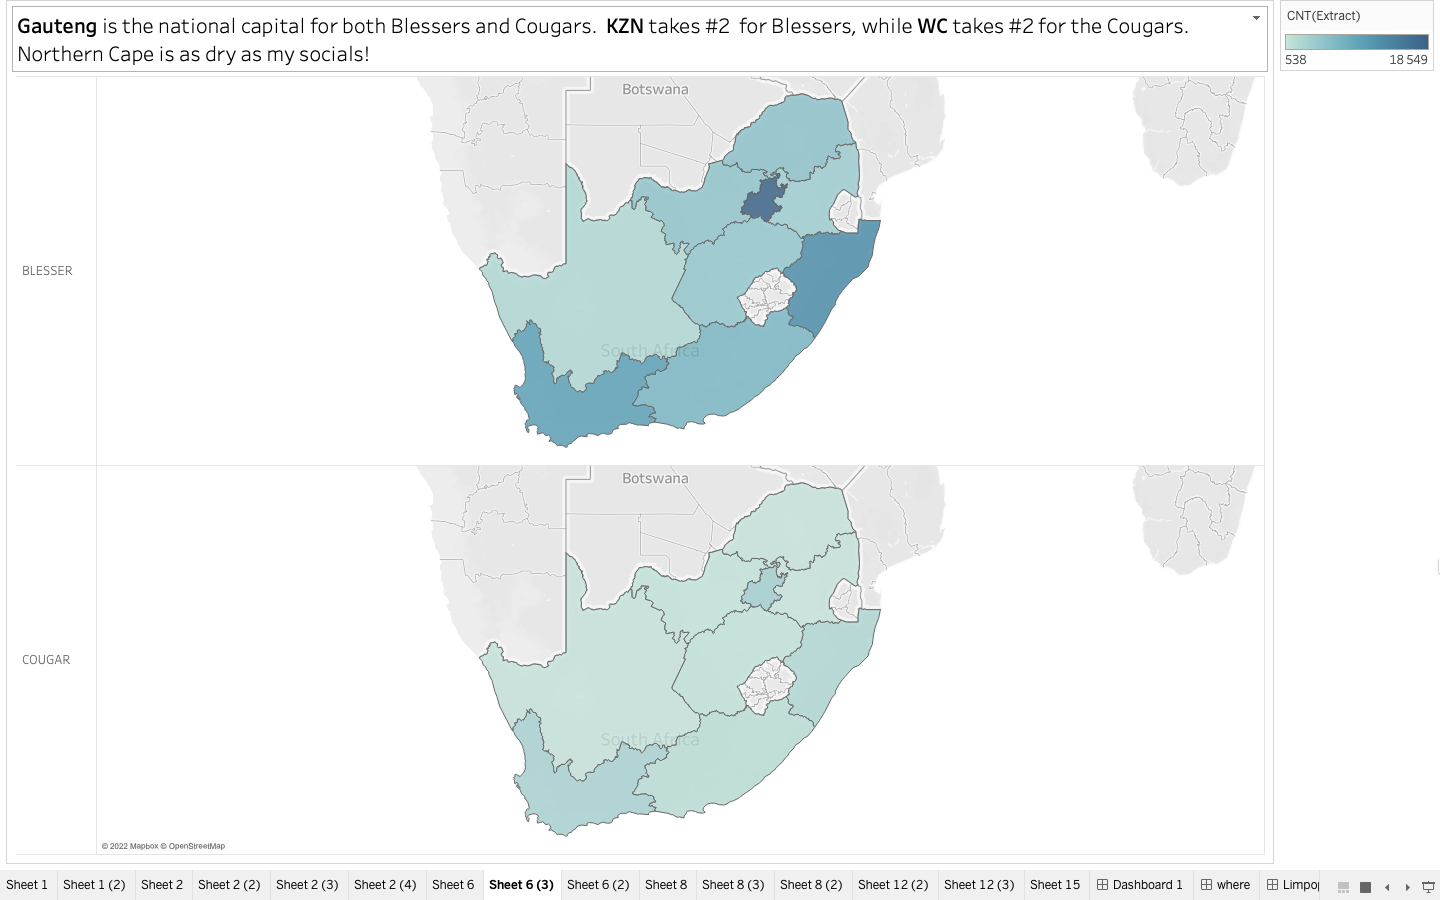 Gauteng is the national capital for both Blessers and Cougars.  KZN takes #2  for Blessers, while WC takes #2 for the Cougars.
Northern Cape is as dry as my socials!
CNT(Extract)
538 18 549
Botswana
BLESSER
South Africa
Botswana
COUGAR
South Africa
© 2022 Mapbox © OpenStreetMap
Sheet 1 Sheet 1 (2) Sheet 2 Sheet 2 (2) Sheet 2 (3) Sheet 2 (4) Sheet 6 Sheet 6 (3) Sheet 6 (2) Sheet 8 Sheet 8 (3) Sheet 8 (2) Sheet 12 (2) Sheet 12 (3) Sheet 15 Dashboard 1 where Limpo